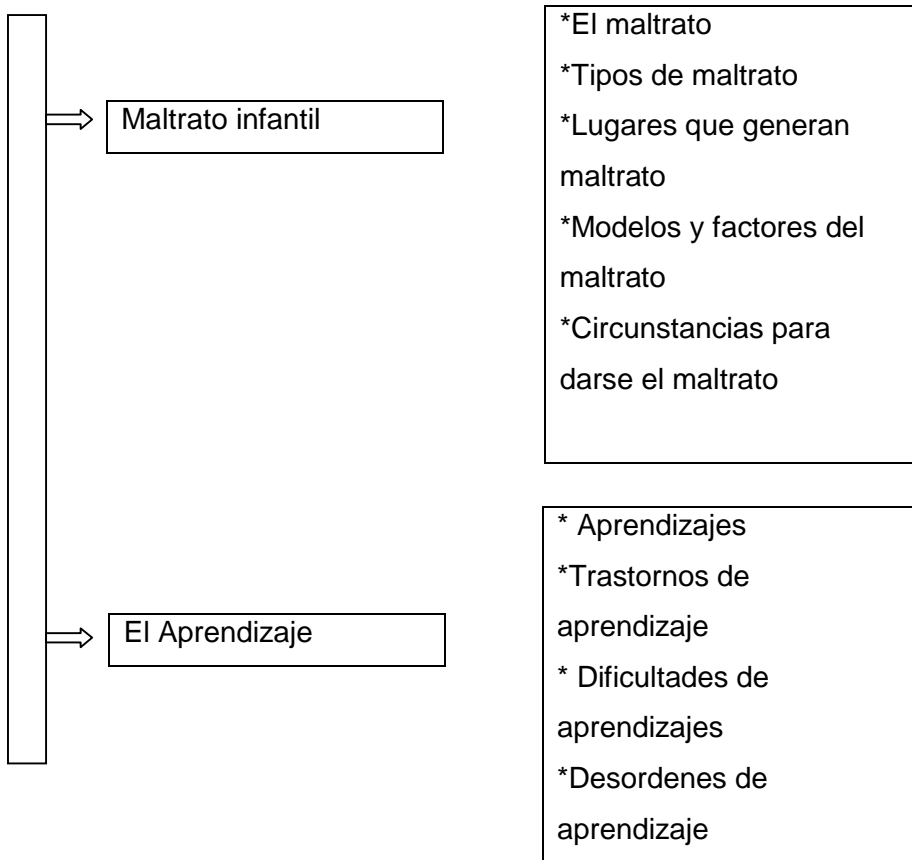 Maltrato infantil
*El maltrato
*Tipos de maltrato
*Lugares que generan
maltrato
*Modelos y factores del
maltrato
*Circunstancias para
darse el maltrato
El Aprendizaje
* Aprendizajes
*Trastornos de
aprendizaje
* Dificultades de
aprendizajes
*Desordenes de
aprendizaje